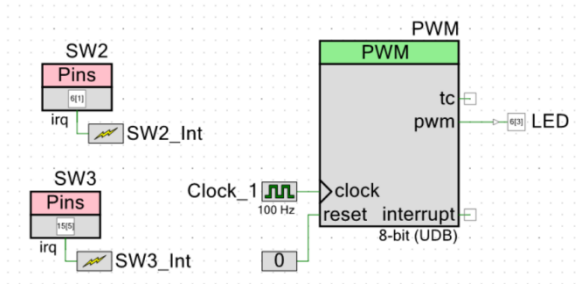 SW2
Pins
6[1]
irq
SW2_Int
SW3
Pins
15[5]
irq
SW3_Int
PWM
PWM
tc
pwm
6[3] LED
Clock_1
100 Hz
clock
reset
interrupt
0
8-bit (UDB)